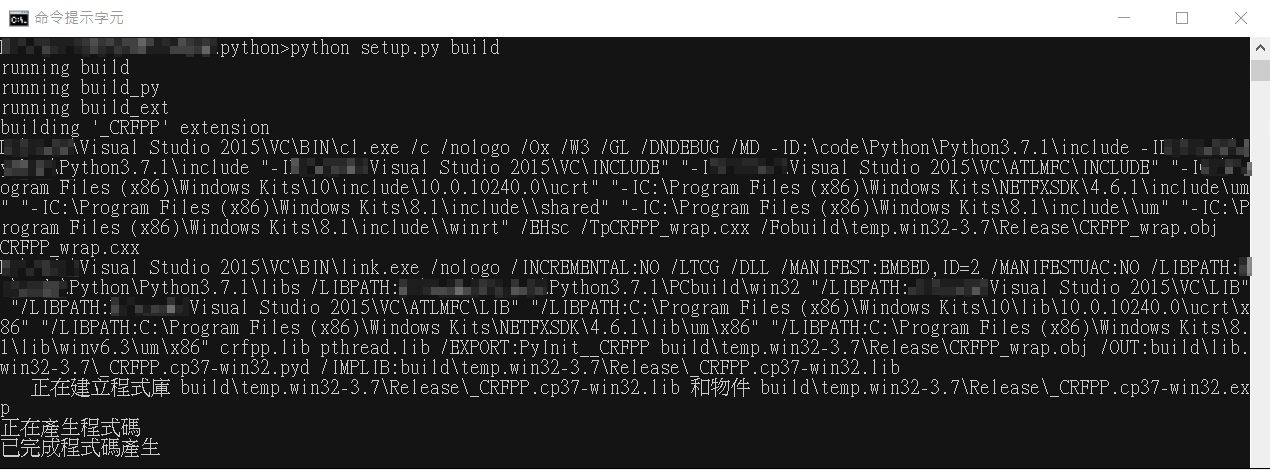 命令提示字元
.python>python setup.py build
running build
running build_py
running build_ext
building '_CRFPP' extension
\Visual Studio 2015\VC\BIN\cl.exe /c /nologo /Ox /W3 /GL /DNDEBUG /MD -ID:\code\Python\Python3.7.1\include -ID
\Python3.7.1\include "-I Visual Studio 2015\VC\INCLUDE" "-I Visual Studio 2015\VC\ATLMFC\INCLUDE" "-IC
ogram Files (x86)\Windows Kits\10\include\10.0.10240.0\ucrt" "-IC:\Program Files (x86)\Windows Kits\NETFXSDK\4.6.1\include\um
" "-IC:\Program Files (x86)\Windows Kits\8.1\include\\shared" "-IC:\Program Files (x86)\Windows Kits\8.1\include\\um" "-IC:\P
rogram Files (x86)\Windows Kits\8.1\include\\winrt" /EHsc /TpCRFPP_wrap.cxx /Fobuild\temp.win32-3.7\Release\CRFPP_wrap.obj
CRFPP_wrap.cxx
\Visual Studio 2015\VC\BIN\link.exe /nologo /INCREMENTAL:NO /LTCG /DLL /MANIFEST:EMBED,ID=2 /MANIFESTUAC:NO /LIBPATH:
\Python\Python3.7.1\libs /LIBPATH: Python3.7.1\PCbuild\win32 "/LIBPATH: Visual Studio 2015\VC\LIB"
"/LIBPATH: Visual Studio 2015\VC\ATLMFC\LIB" "/LIBPATH:C:\Program Files (x86)\Windows Kits\10\lib\10.0.10240.0\ucrt\x
86" "/LIBPATH:C:\Program Files (x86)\Windows Kits\NETFXSDK\4.6.1\lib\um\x86" "/LIBPATH:C:\Program Files (x86)\Windows Kits\8.
1\lib\winv6.3\um\x86" crfpp.lib pthread.lib /EXPORT:PyInit__CRFPP build\temp.win32-3.7\Release\CRFPP_wrap.obj /OUT:build\lib.
win32-3.7\_CRFPP.cp37-win32.pyd /IMPLIB:build\temp.win32-3.7\Release\_CRFPP.cp37-win32.lib
正在建立程式庫 build\temp.win32-3.7\Release\_CRFPP.cp37-win32.lib 和物件 build\temp.win32-3.7\Release\_CRFPP.cp37-win32.ex
p
正在產生程式碼
已完成程式碼產生